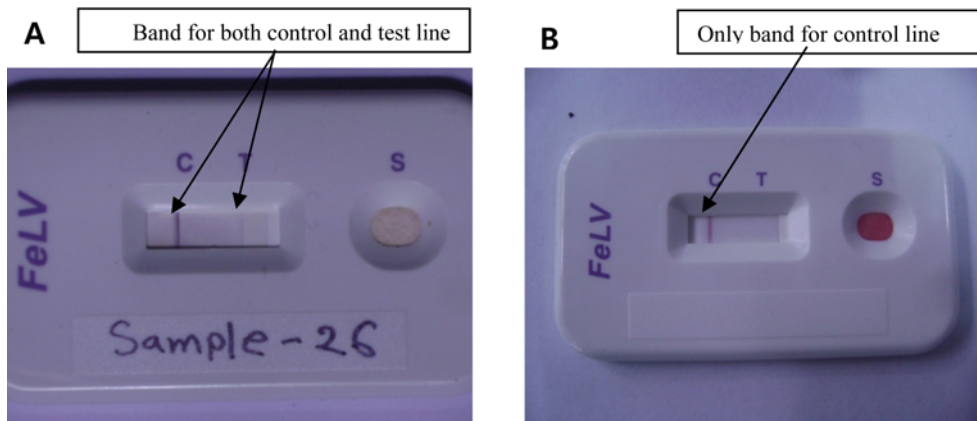 A
Band for both control and test line
C T S
FeLV
Sample-26
B
Only band for control line
C T S
FeLV